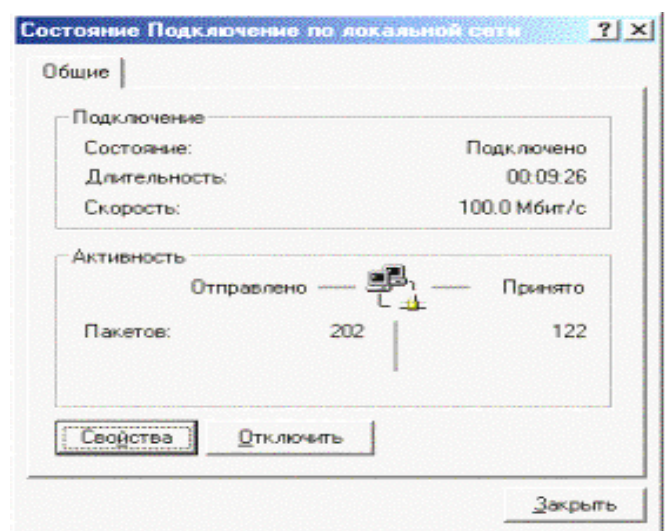 Состояние Подключение по локальной сети
Общие
Подключение
Состояние: Подключено
Длительность: 00:09:26
Скорость: 100.0 Мбит/с
Активность
Отправлено — — Принято
Пакетов: 202 122
Свойства Отключить
Закрыть